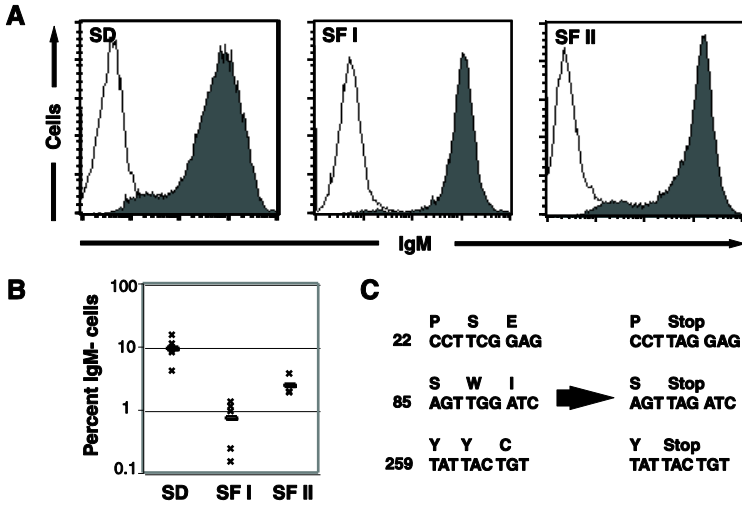 A
SD
SF I
SF II
Cells
IgM
B
Percent IgM- cells
100
10
1
0.1
SD SF I SF II
C
P S E
22 CCT TCG GAG
P Stop
CCT TAG GAG
S W I
85 AGT TGG ATC
S Stop
AGT TAG ATC
Y Y C
259 TAT TAC TGT
Y Stop
TAT TAC TGT